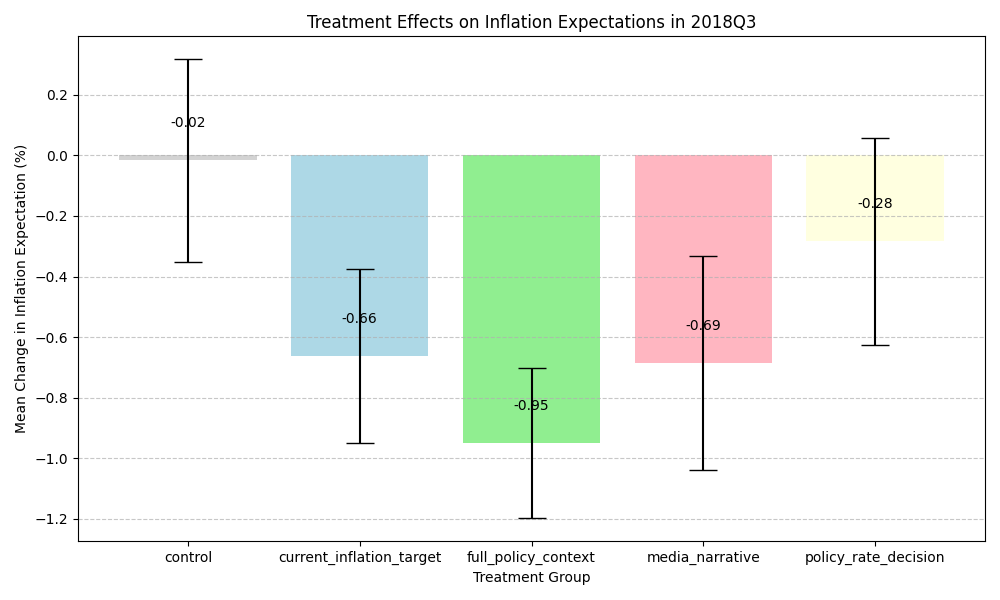 Treatment Effects on Inflation Expectations in 2018Q3
Mean Change in Inflation Expectation (%)
0.2
0.0
−0.2
−0.4
−0.6
−0.8
−1.0
−1.2
-0.02
-0.66
-0.95
-0.69
-0.28
control
current_inflation_target
full_policy_context
media_narrative
policy_rate_decision
Treatment Group